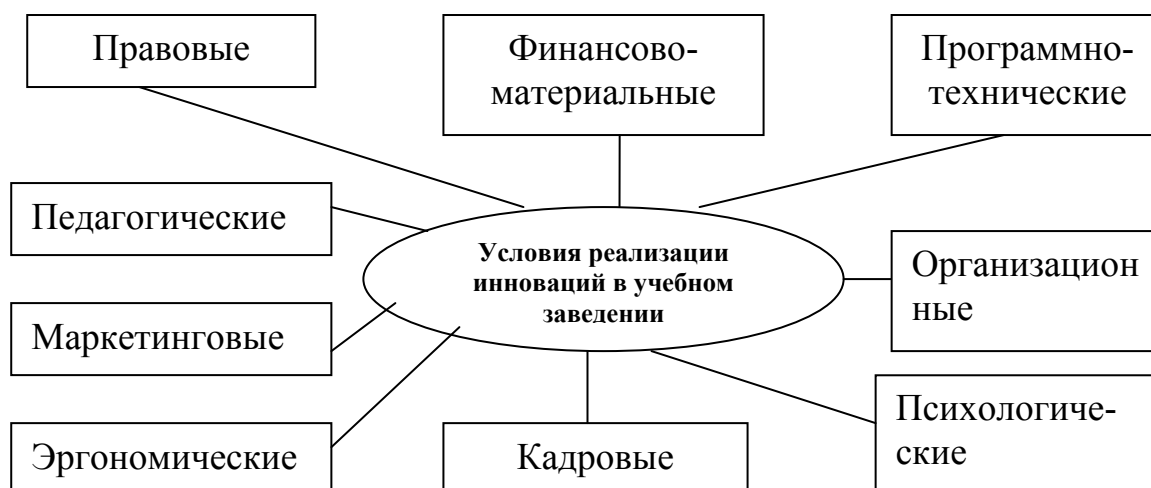 Правовые
Финансово-
материальные
Программно-
технические
Педагогические
Условия реализации
инноваций в учебном
заведении
Организацион
ные
Маркетинговые
Психологиче-
ские
Эргономические
Кадровые